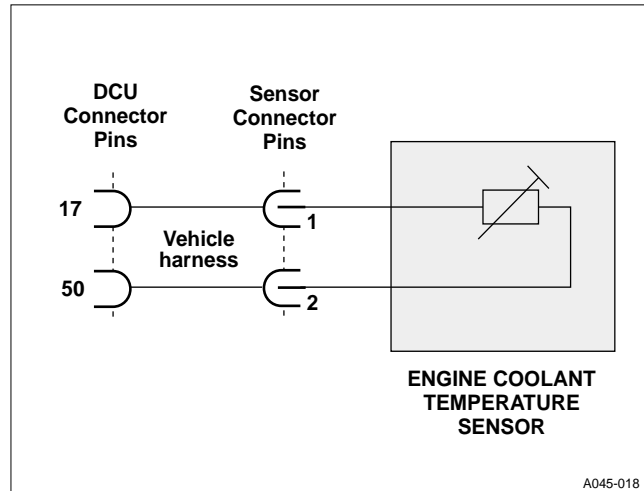 DCU
Connector
Pins
Sensor
Connector
Pins
17
1
Vehicle
harness
50
2
ENGINE COOLANT
TEMPERATURE
SENSOR
A045-018